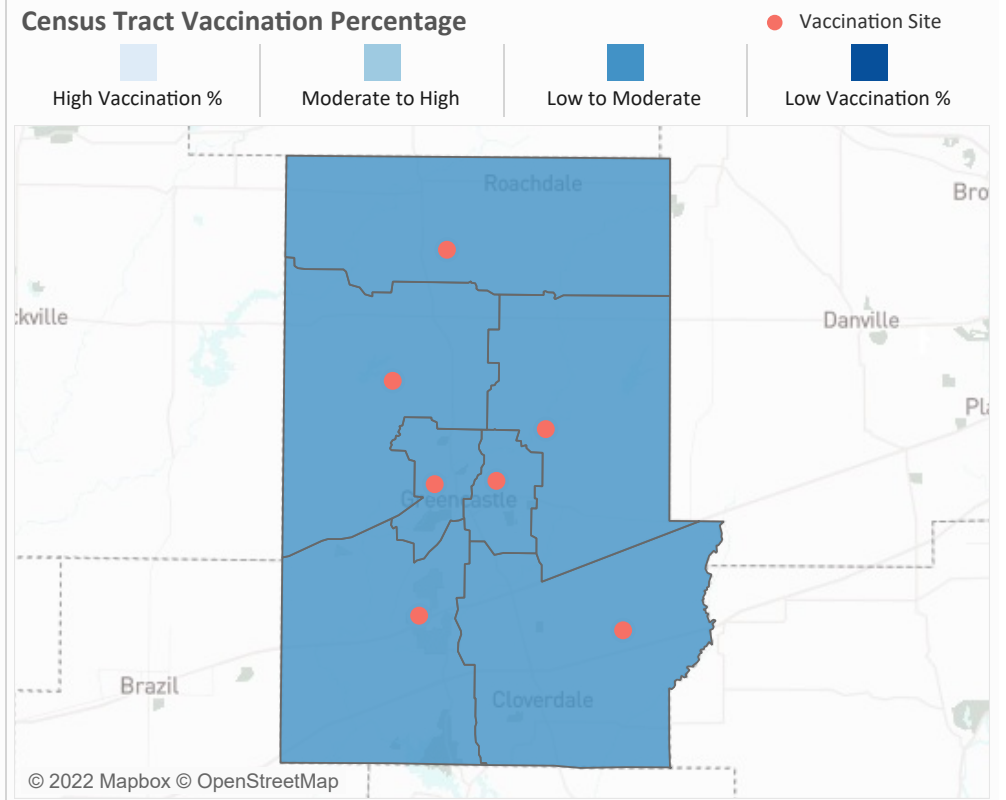 Census Tract Vaccination Percentage
Vaccination Site
High Vaccination %
Moderate to High
Low to Moderate
Low Vaccination %
Roachdale
Bro
ckville
Danville
Pla
Greencastle
Brazil
Cloverdale
© 2022 Mapbox © OpenStreetMap